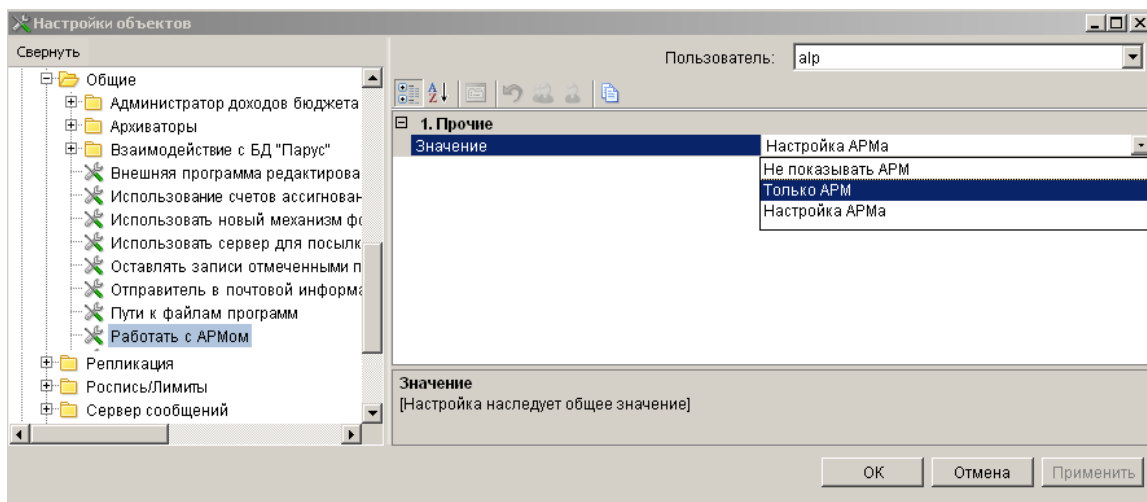 Настройки объектов
Свернуть
Пользователь: alp
Общие
Администратор доходов бюджета
Архиваторы
Взаимодействие с БД "Парус"
Внешняя программа редактирова
Использование счетов ассигнован
Использовать новый механизм фо
Использовать сервер для посылк
Оставлять записи отмеченными п
Отправитель в почтовой информа
Пути к файлам программ
Работать с АРМом
Репликация
Роспись/Лимиты
Сервер сообщений
1. Прочие
Значение Настройка АРМа
Не показывать АРМ
Только АРМ
Настройка АРМа
Значение
[Настройка наследует общее значение]
ОК Отмена Применить